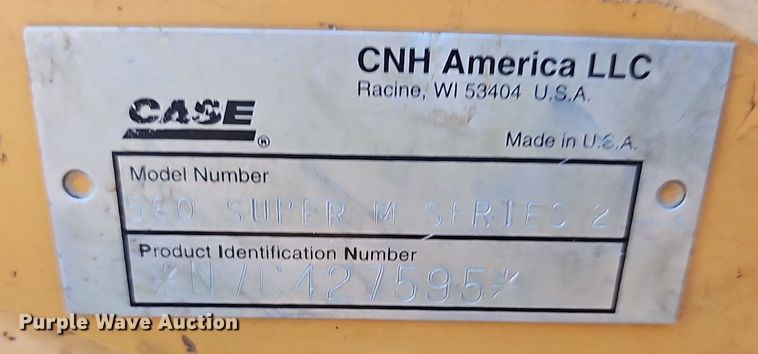 CNH America LLC
Racine, WI 53404 U.S.A.
CASE
®
Made in U.S.A.
Model Number
580 SUPER M SERIES 2
Product Identification Number
*N7C427595*
Purple Wave Auction